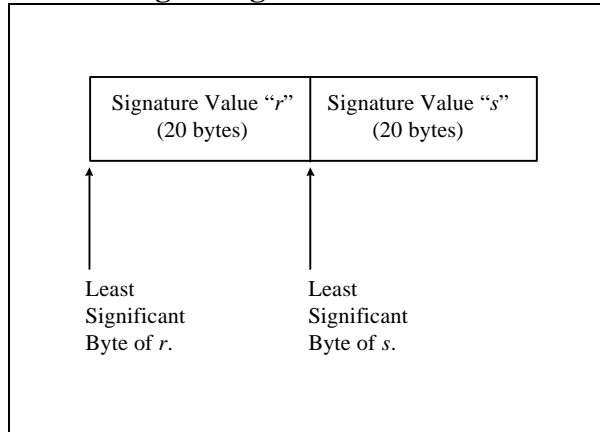 Signature Value “r”
(20 bytes)
Signature Value “s”
(20 bytes)
Least
Significant
Byte of r.
Least
Significant
Byte of s.